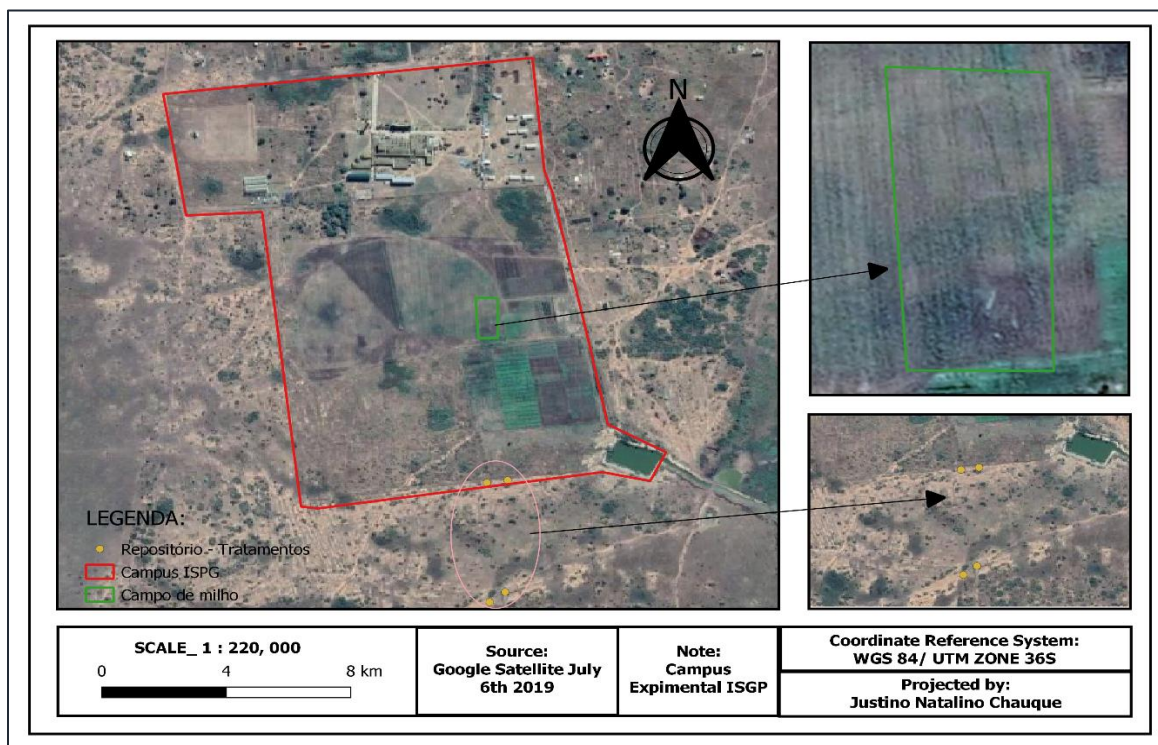 N
LEGENDA:
Repositório - Tratamentos
Campus ISPG
Campo de milho
SCALE_ 1 : 220, 000
0 4 8 km
Source:
Google Satellite July
6th 2019
Note:
Campus
Expimental ISGP
Coordinate Reference System:
WGS 84/ UTM ZONE 36S
Projected by:
Justino Natalino Chauque